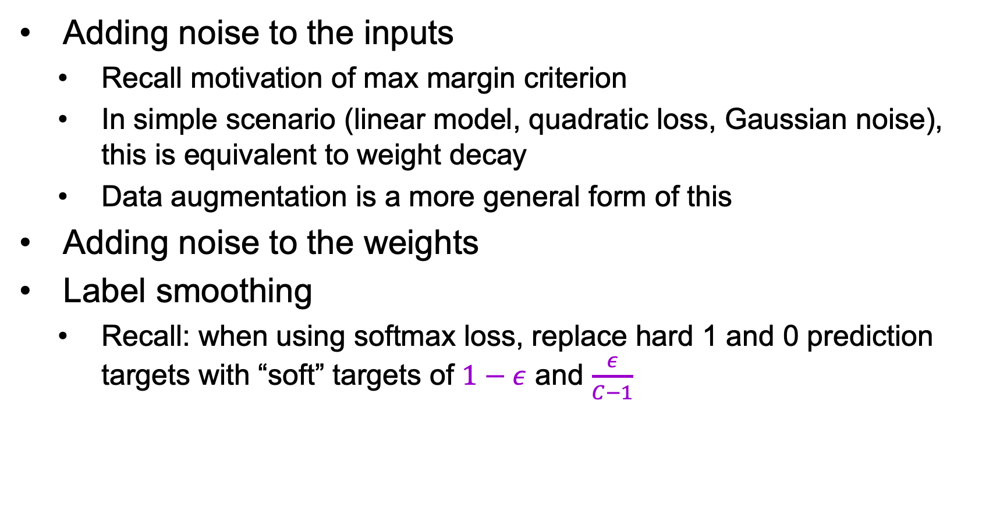 • Adding noise to the inputs
• Recall motivation of max margin criterion
• In simple scenario (linear model, quadratic loss, Gaussian noise),
this is equivalent to weight decay
• Data augmentation is a more general form of this
• Adding noise to the weights
• Label smoothing
• Recall: when using softmax loss, replace hard 1 and 0 prediction
targets with “soft” targets of 1 − ϵ and ϵ/(C−1)